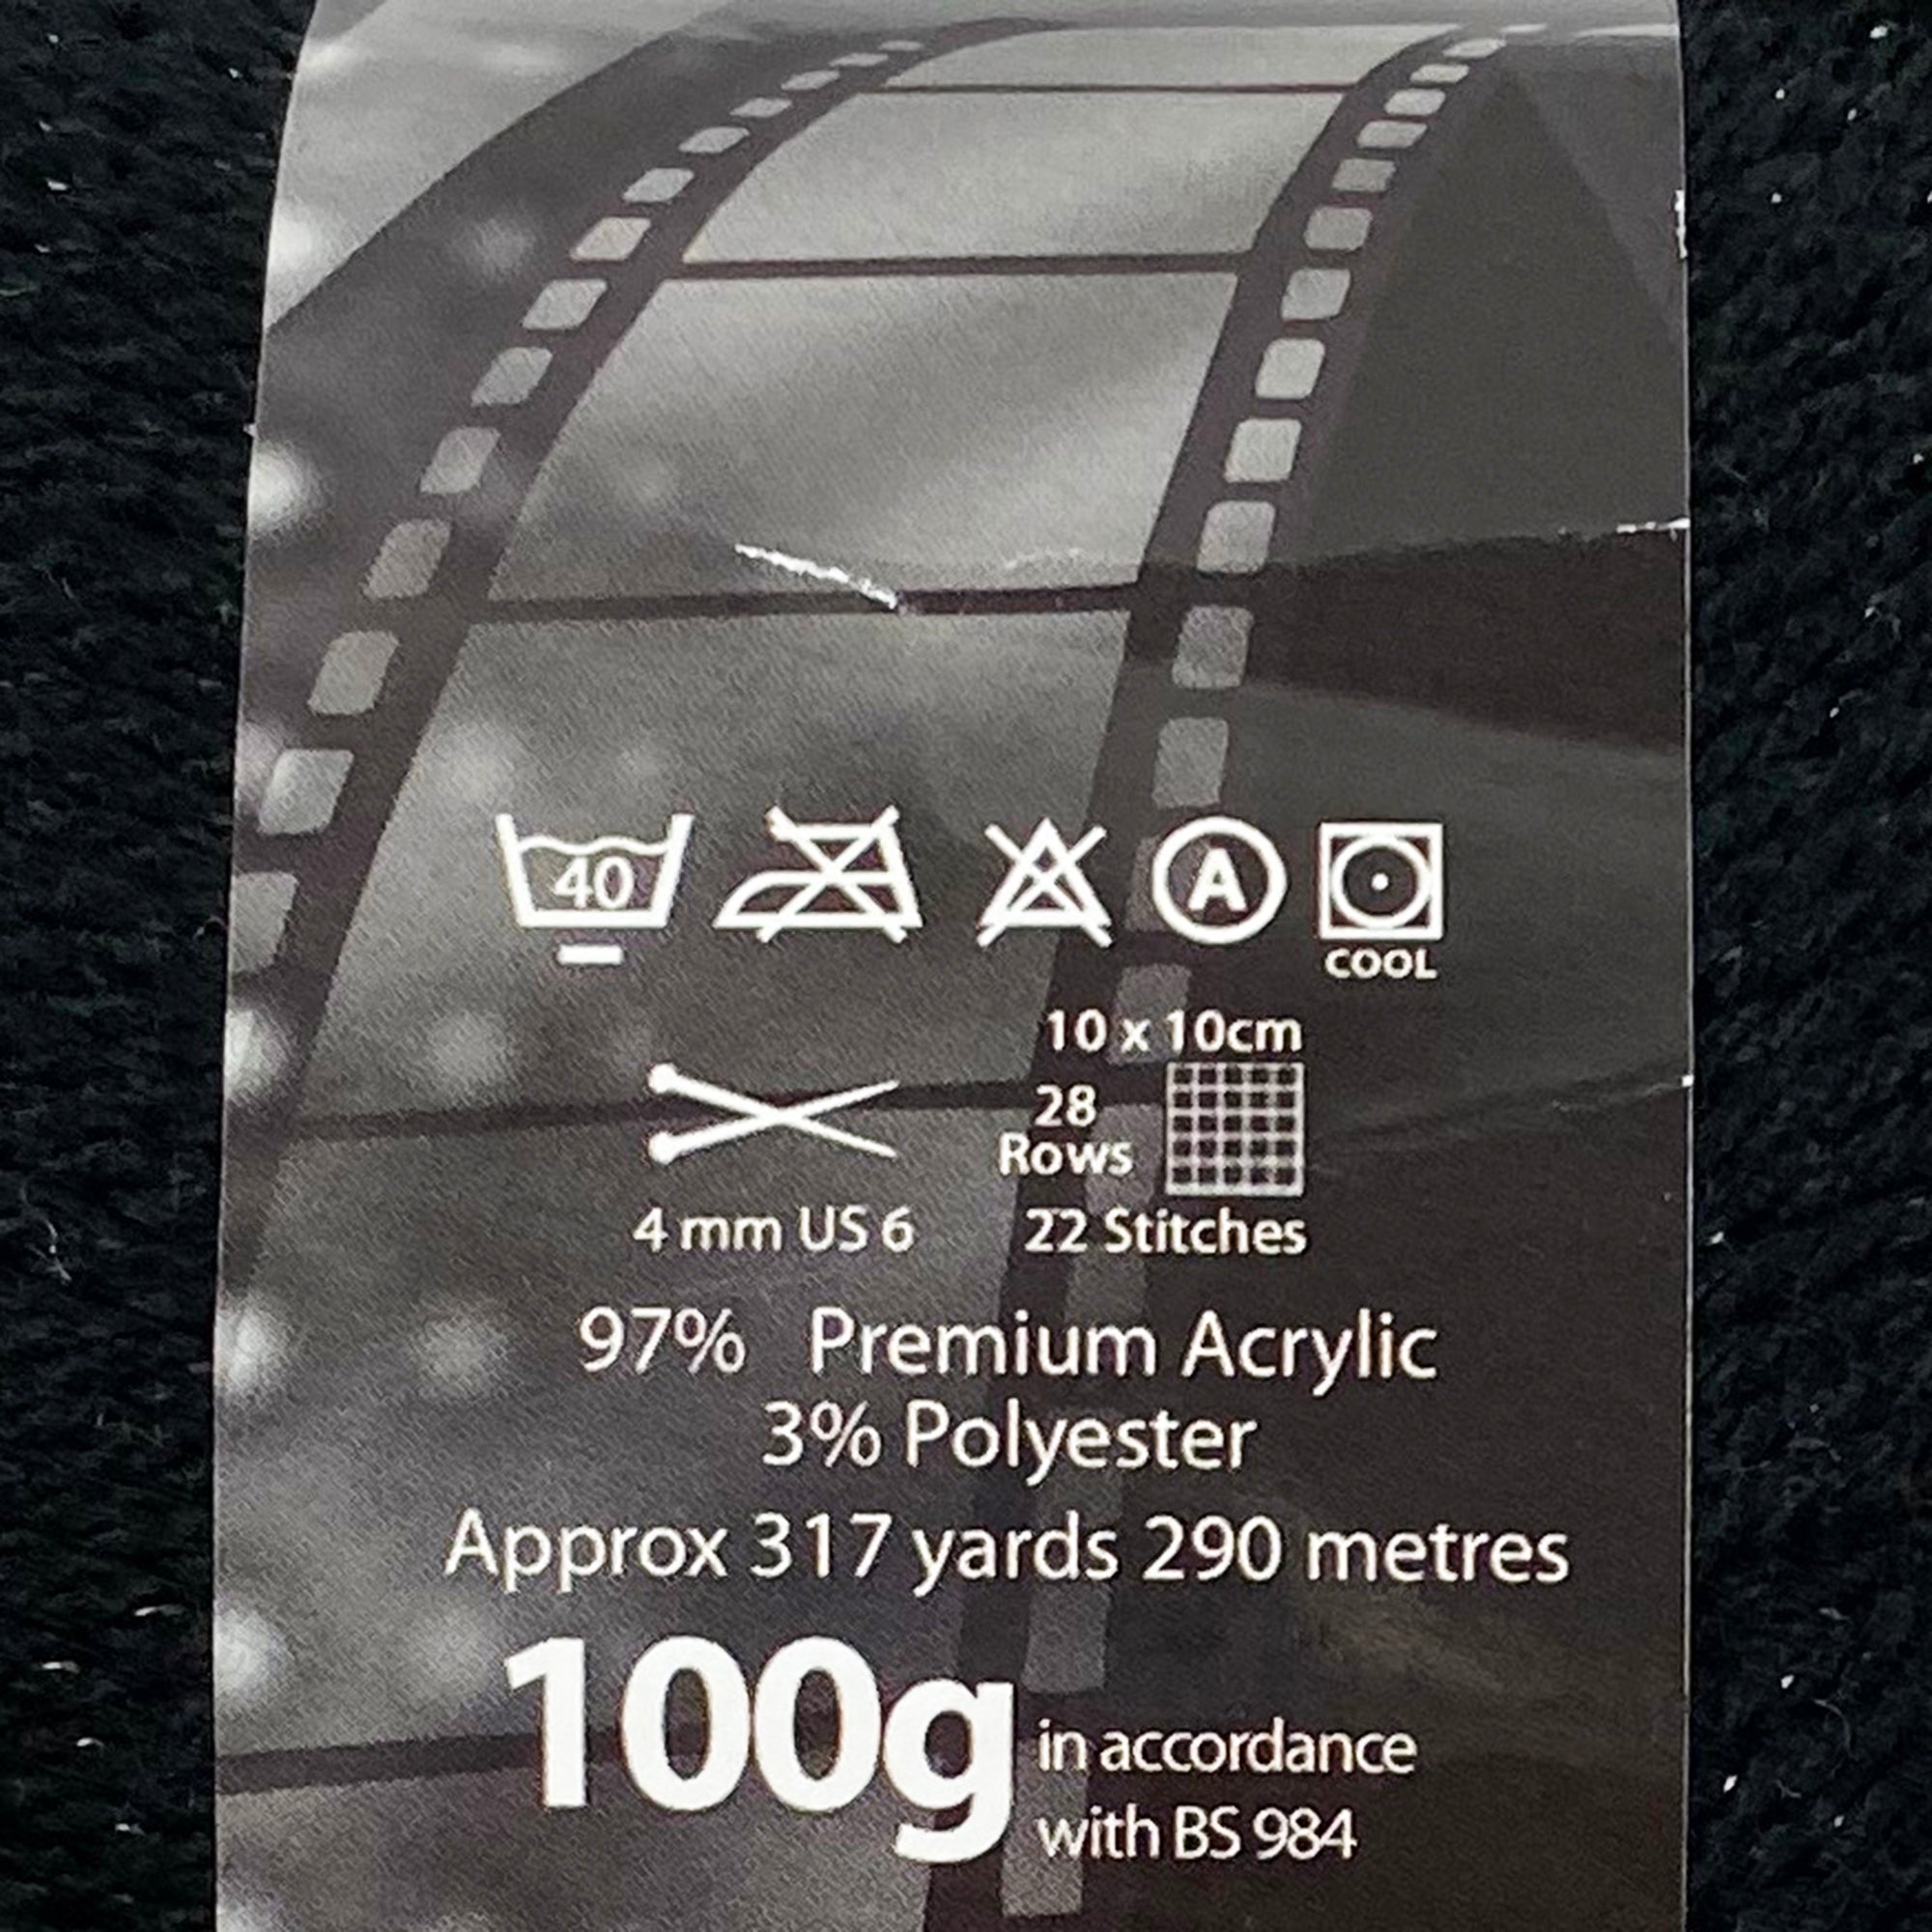 40
A
COOL
10 x 10cm
28
Rows
4 mm US 6
22 Stitches
97% Premium Acrylic
3% Polyester
Approx 317 yards 290 metres
100g
in accordance
with BS 984